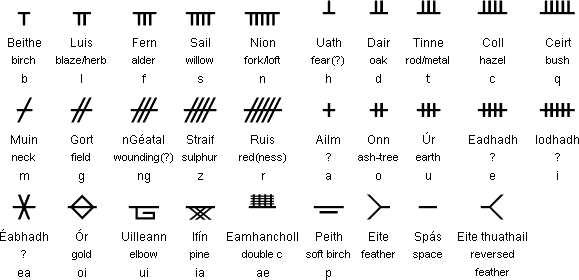 Beithe Luis Fern Sail Nion Uath Dair Tinne Coll Ceirt
birch blaze/herb alder willow fork/loft fear(?) oak rod/metal hazel bush
b l f s n h d t c q
Muin Gort nGéatal Straif Ruis Ailm Onn Úr Eadhadh Iodhadh
neck field wounding(?) sulphur red(ness) ? ash-tree earth ? ?
m g ng z r a o u e i
Éabhadh Ór Uilleann Ifín Eamhancholl Peith Eite Spás Eite thuathail
? gold elbow pine double c soft birch feather space reversed
ea oi ui ia ae p feather